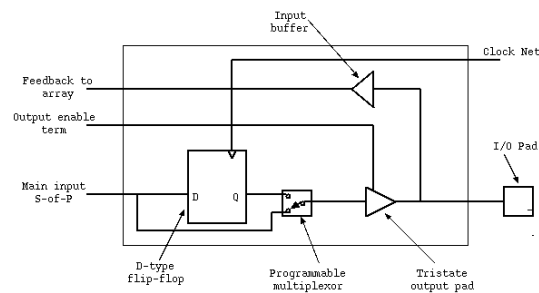 Input
buffer
Clock Net
Feedback to
array
Output enable
term
I/O Pad
Main input
S-of-P
D
Q
D-type
flip-flop
Programmable
multiplexor
Tristate
output pad